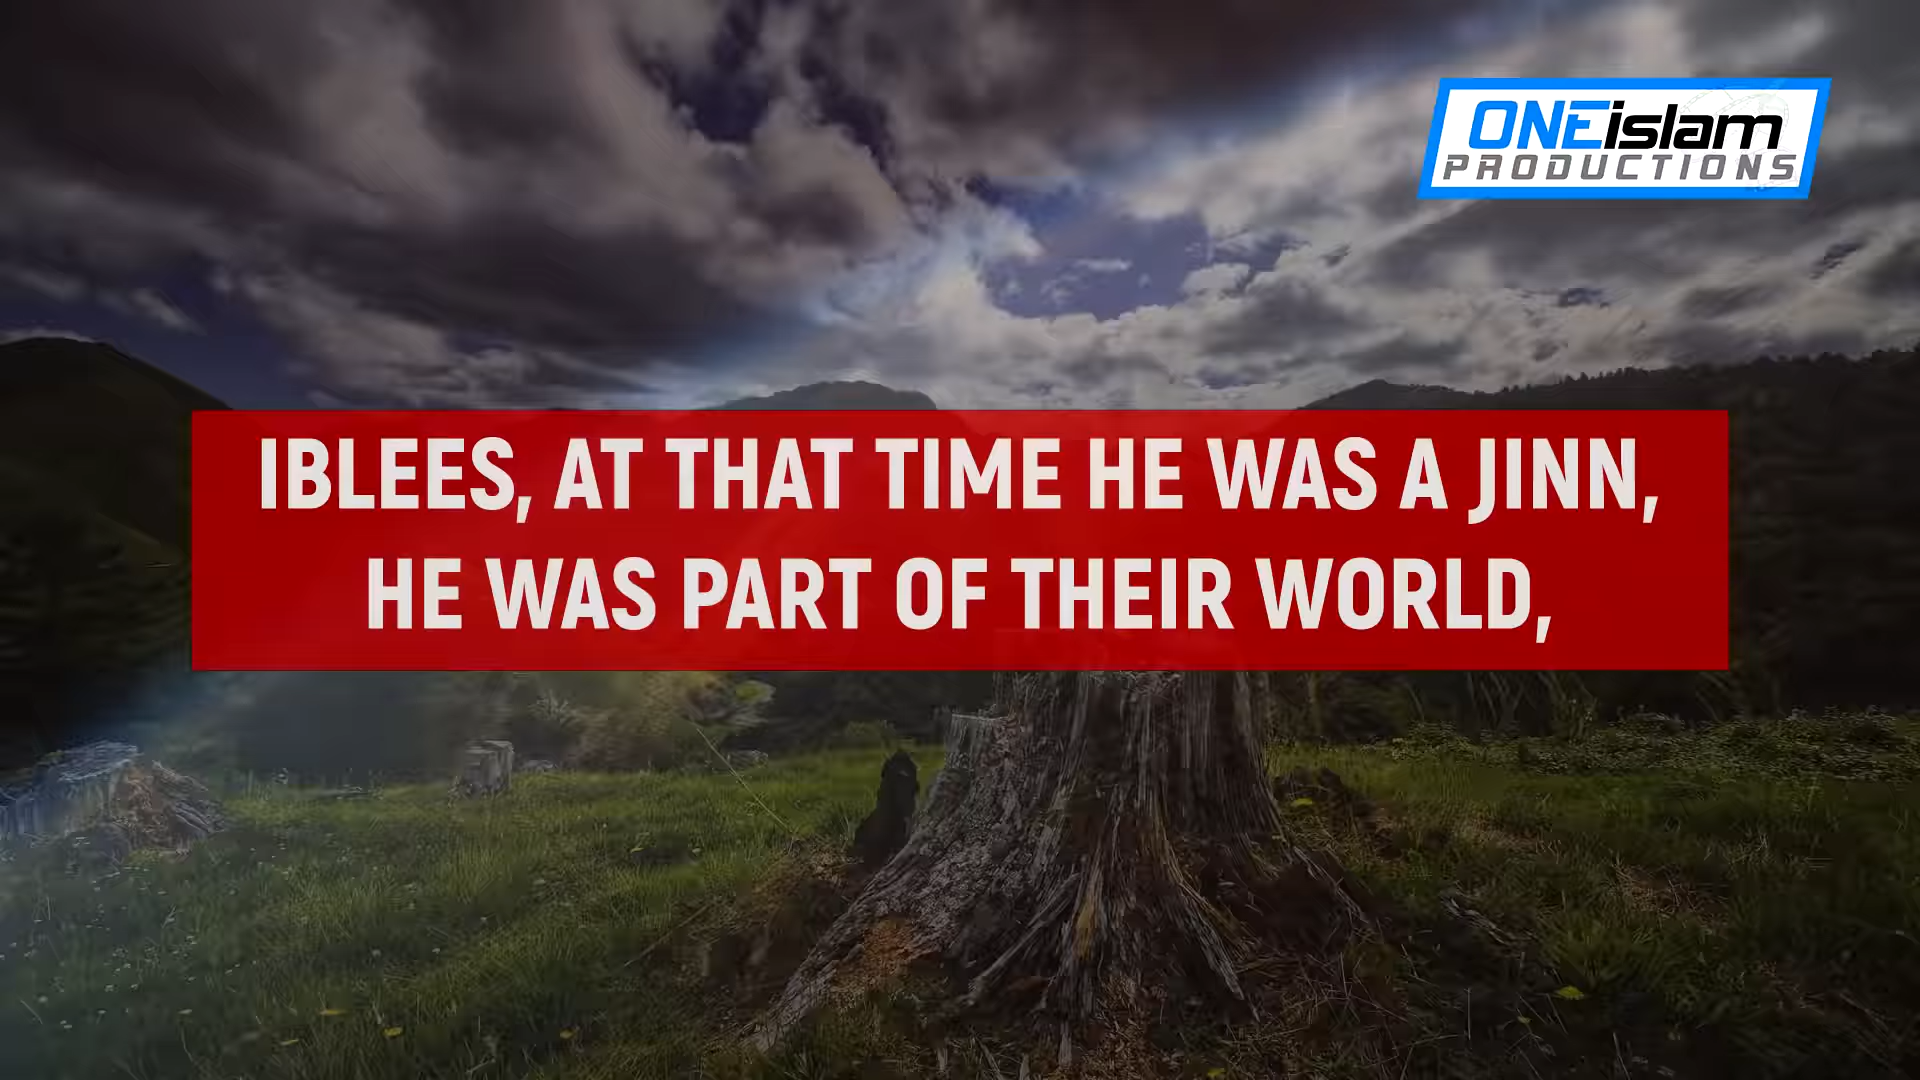 ONEislam
PRODUCTIONS
IBLEES, AT THAT TIME HE WAS A JINN,
HE WAS PART OF THEIR WORLD,